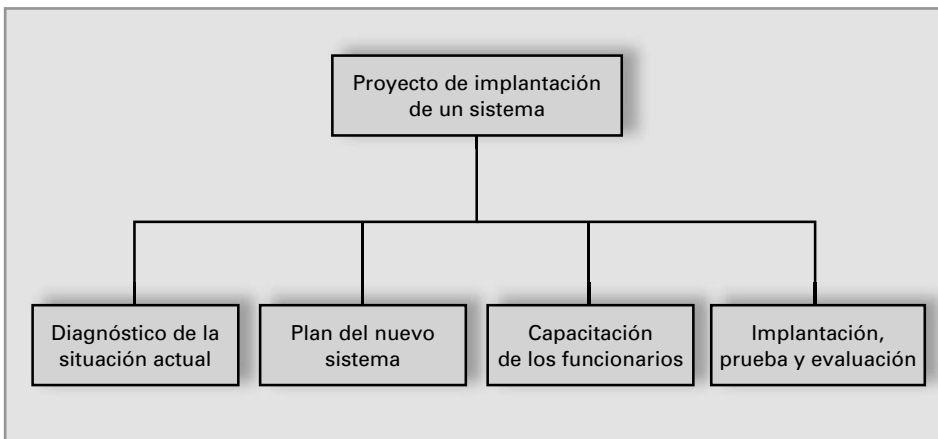 Proyecto de implantación
de un sistema
Diagnóstico de la
situación actual
Plan del nuevo
sistema
Capacitación
de los funcionarios
Implantación,
prueba y evaluación